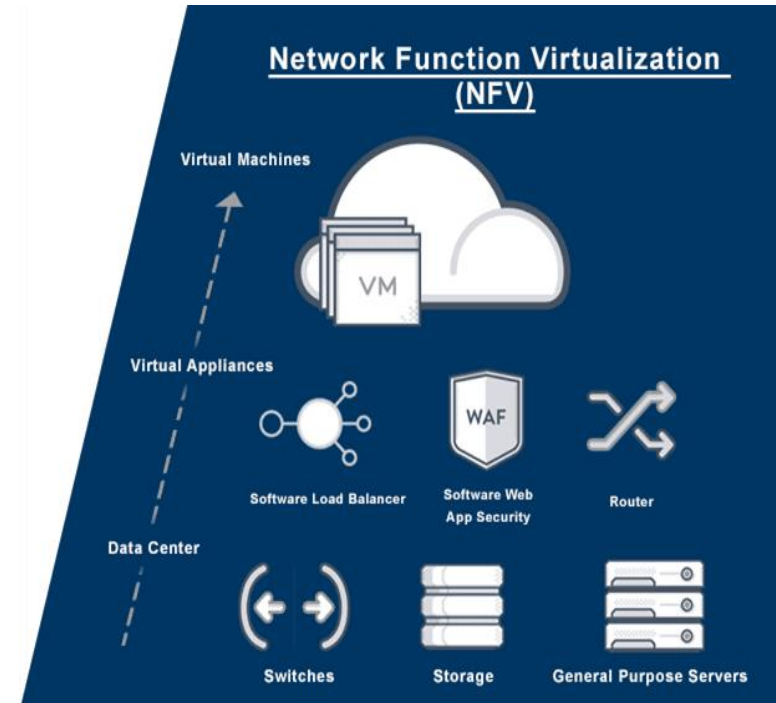 Network Function Virtualization
(NFV)
Virtual Machines
VM
Virtual Appliances
WAF
Software Load Balancer
Software Web
App Security
Router
Data Center
Switches
Storage
General Purpose Servers